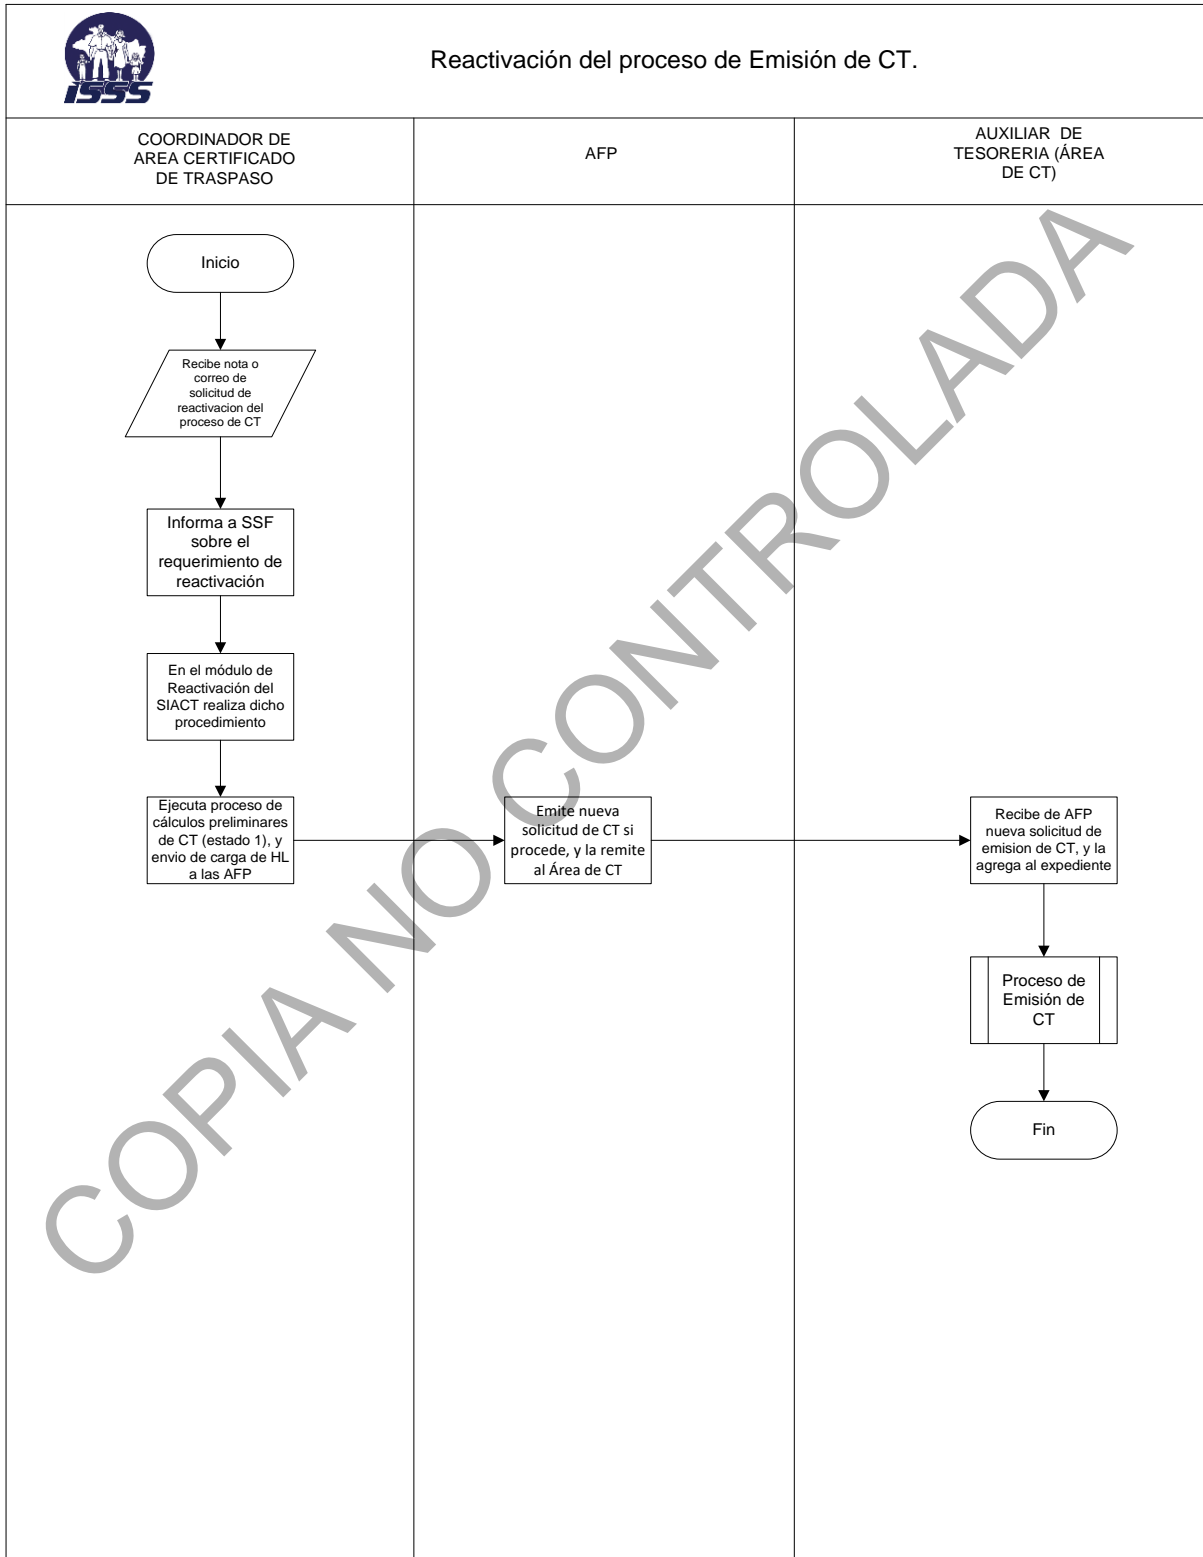 ISSS
Reactivación del proceso de Emisión de CT.
COORDINADOR DE
AREA CERTIFICADO
DE TRASPASO
AFP
AUXILIAR DE
TESORERIA (ÁREA
DE CT)
Inicio
Recibe nota o
correo de
solicitud de
reactivacion del
proceso de CT
Informa a SSF
sobre el
requerimiento de
reactivación
En el módulo de
Reactivación del
SIACT realiza dicho
procedimiento
Ejecuta proceso de
cálculos preliminares
de CT (estado 1), y
envio de carga de HL
a las AFP
Emite nueva
solicitud de CT si
procede, y la remite
al Área de CT
Recibe de AFP
nueva solicitud de
emision de CT, y la
agrega al expediente
Proceso de
Emisión de
CT
Fin
COPIA NO CONTROLADA